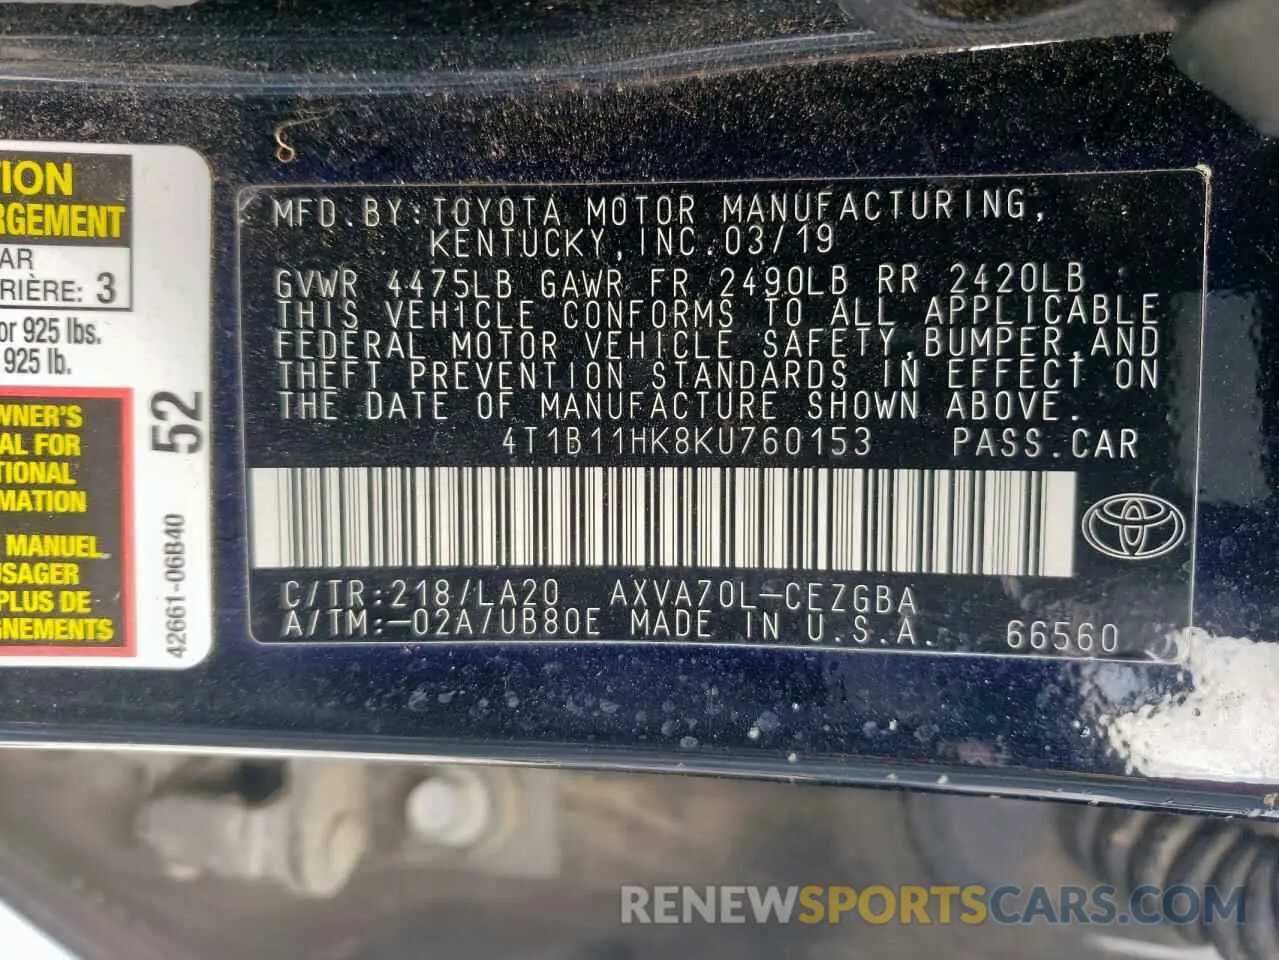 TION
RGEMENT
AR
RIÈRE: 3
or 925 lbs.
925 lb.
WNER'S
AL FOR
TIONAL
MATION
MANUEL
USAGER
PLUS DE
GNEMENTS
52
42661-06B40
MFD.BY:TOYOTA MOTOR MANUFACTURING,
KENTUCKY,INC.03/19
GVWR 4475LB GAWR FR 2490LB RR 2420LB
THIS VEHICLE CONFORMS TO ALL APPLICABLE
FEDERAL MOTOR VEHICLE SAFETY,BUMPER,AND
THEFT PREVENTION STANDARDS IN EFFECT ON
THE DATE OF MANUFACTURE SHOWN ABOVE.
4T1B11HK8KU760153 PASS.CAR
C/TR:218/LA20 AXVA70L-CEZGBA
A/TM:-02A/UB80E MADE IN U.S.A. 66560
RENEWSPORTSCARS.COM